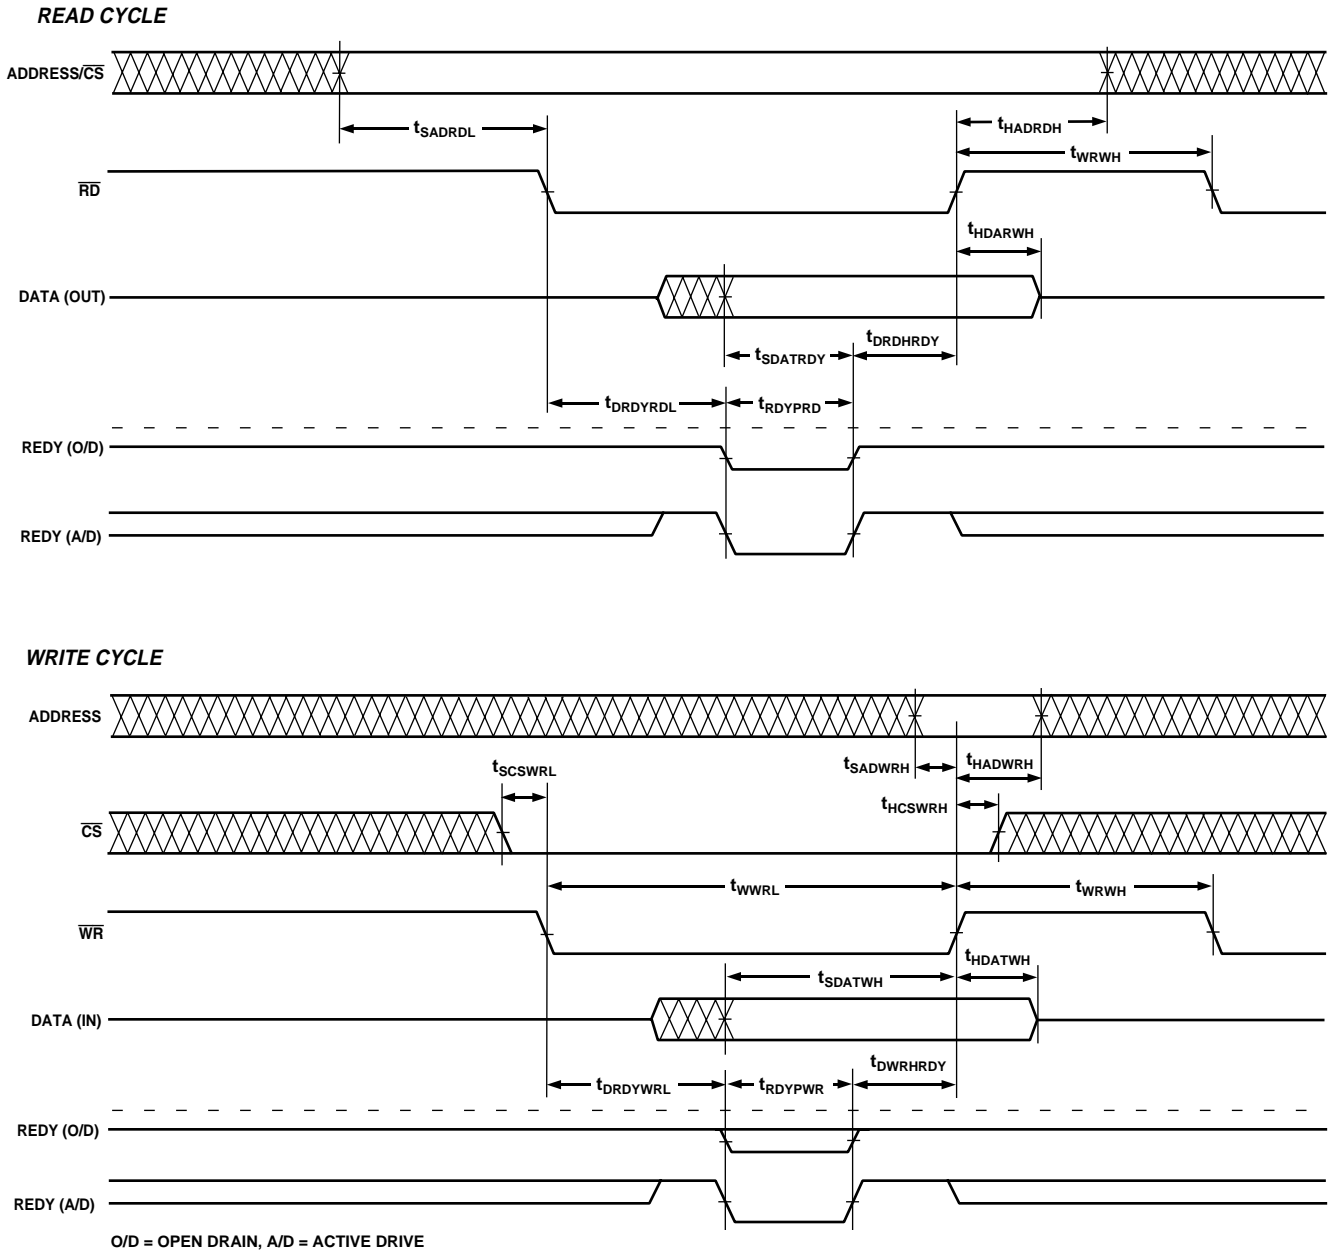 READ CYCLE
ADDRESS/CS
tSADRDL
tHADRDH
tWRWH
RD
tHDARWH
DATA (OUT)
tSDATRDY
tDRDHRDY
tDRDYRDL
tRDYPRD
REDY (O/D)
REDY (A/D)
WRITE CYCLE
ADDRESS
tSCSWRL
tSADWRH
tHADWRH
tHCSWRH
CS
tWWRL
tWRWH
WR
tSDATWH
tHDATWH
DATA (IN)
tDRDYWRL
tRDYPWR
tDWRHRDY
REDY (O/D)
REDY (A/D)
O/D = OPEN DRAIN, A/D = ACTIVE DRIVE